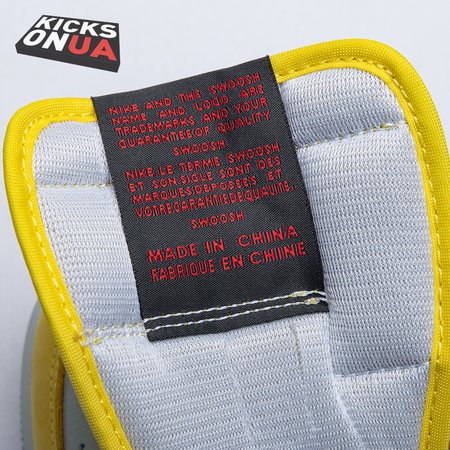 KICKS
ONUA
NIKE AND THE SWOOSH
NAME AND LOGO ARE
TRADEMARKS AND YOUR
GUARANTEE OF QUALITY
SWOOSH
NIKE LE TERME SWOOSH
ET SON SIGLE SONT DES
MARQUES DEPOSEES ET
VOTRE GARANTIE DE QUALITE.
SWOOSH
MADE IN CHINA
FABRIQUE EN CHINE